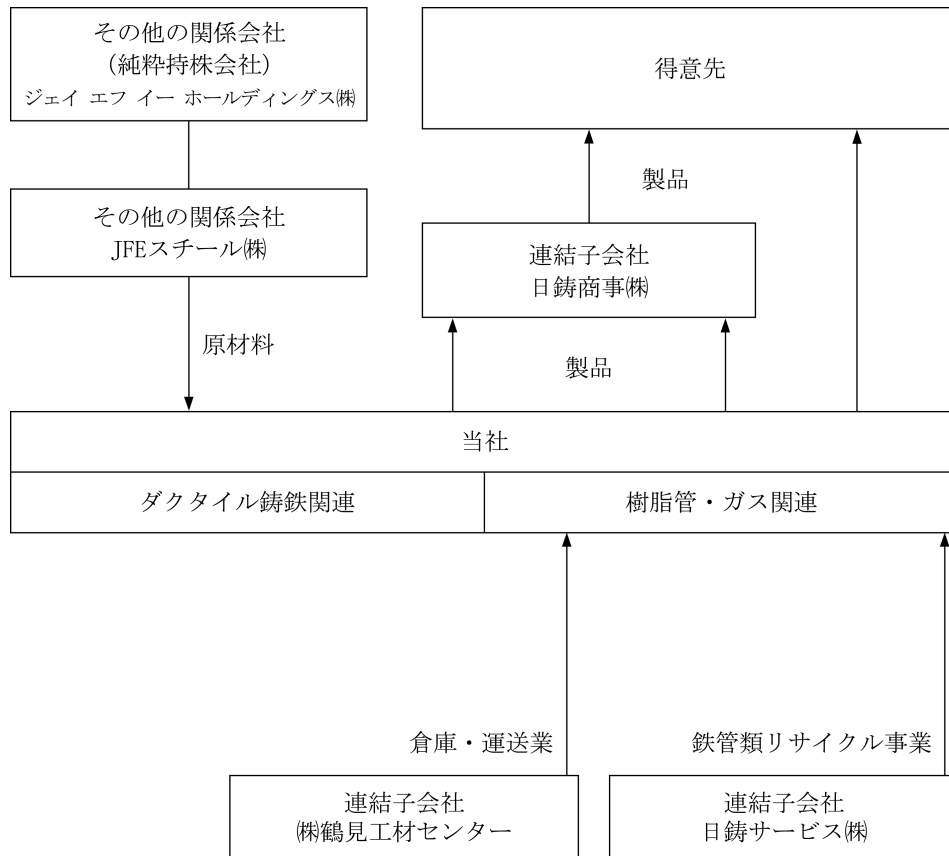 その他の関係会社
（純粋持株会社）
ジェイ エフ イー ホールディングス㈱
得意先
製品
その他の関係会社
JFEスチール㈱
連結子会社
日鋳商事㈱
原材料
製品
当社
ダクタイル鋳鉄関連
樹脂管・ガス関連
倉庫・運送業
鉄管類リサイクル事業
連結子会社
㈱鶴見工材センター
連結子会社
日鋳サービス㈱